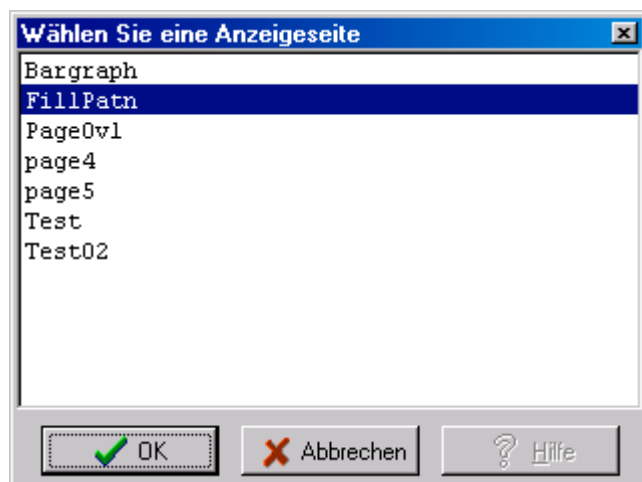 Wählen Sie eine Anzeigeseite
Bargraph
FillPatn
PageOvl
page4
page5
Test
Test02
OK Abbrechen Hilfe